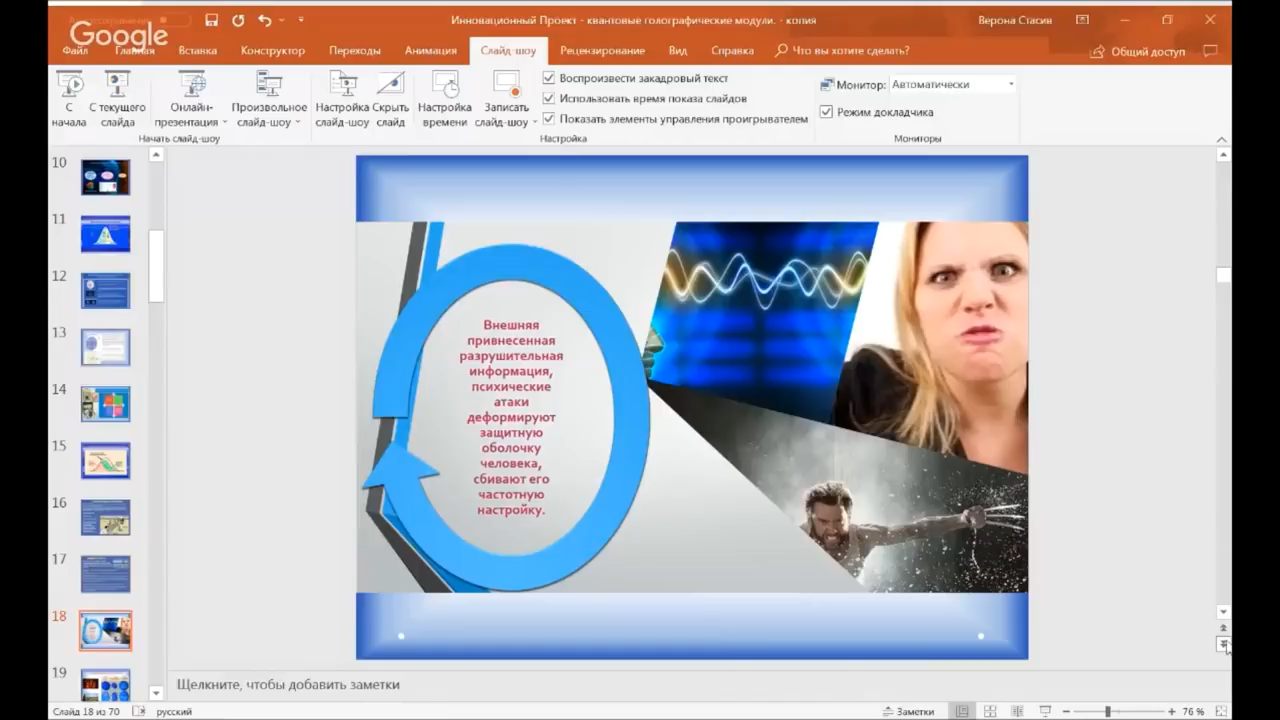 Google
Инновационный Проект - квантовые голографические модули. - копия
Верона Стасин
Файл
Главная
Вставка
Конструктор
Переходы
Анимация
Слайд-шоу
Рецензирование
Вид
Справка
Что вы хотите сделать?
Общий доступ
С начала
С текущего слайда
Онлайн-презентация
Произвольное слайд-шоу
Настройка слайд-шоу
Скрыть слайд
Настройка времени
Записать слайд-шоу
Воспроизвести закадровый текст
Использовать время показа слайдов
Показать элементы управления проигрывателем
Монитор: Автоматически
Режим докладчика
Начать слайд-шоу
Настройка
Мониторы
10
11
12
13
14
15
16
17
18
19
Внешняя
привнесенная
разрушительная
информация,
психические
атаки
деформируют
защитную
оболочку
человека,
сбивают его
частотную
настройку.
Щелкните, чтобы добавить заметки
Слайд 18 из 70
русский
Заметки
76 %